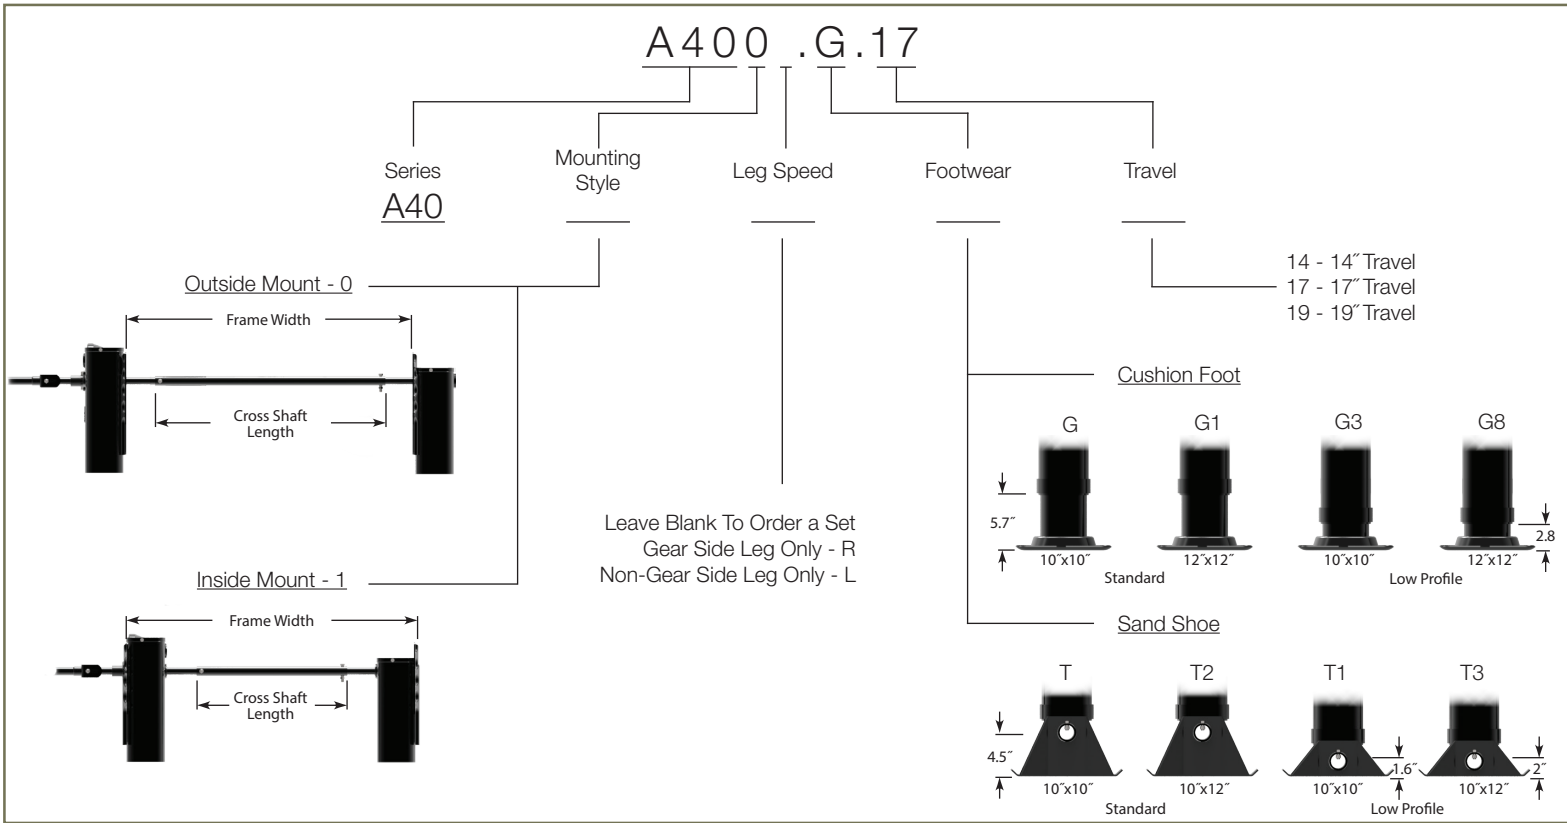 A400 .G.17
Series
Mounting
Style
Leg Speed
Footwear
Travel
A40
Outside Mount - 0
Frame Width
Cross Shaft
Length
14 - 14˝ Travel
17 - 17˝ Travel
19 - 19˝ Travel
Leave Blank To Order a Set
Gear Side Leg Only - R
Non-Gear Side Leg Only - L
Inside Mount - 1
Frame Width
Cross Shaft
Length
Cushion Foot
G G1 G3 G8
5.7˝ 2.8
10˝x10˝ 12˝x12˝ 10˝x10˝ 12˝x12˝
Standard Low Profile
Sand Shoe
T T2 T1 T3
4.5˝ 1.6˝ 2˝
10˝x10˝ 10˝x12˝ 10˝x10˝ 10˝x12˝
Standard Low Profile